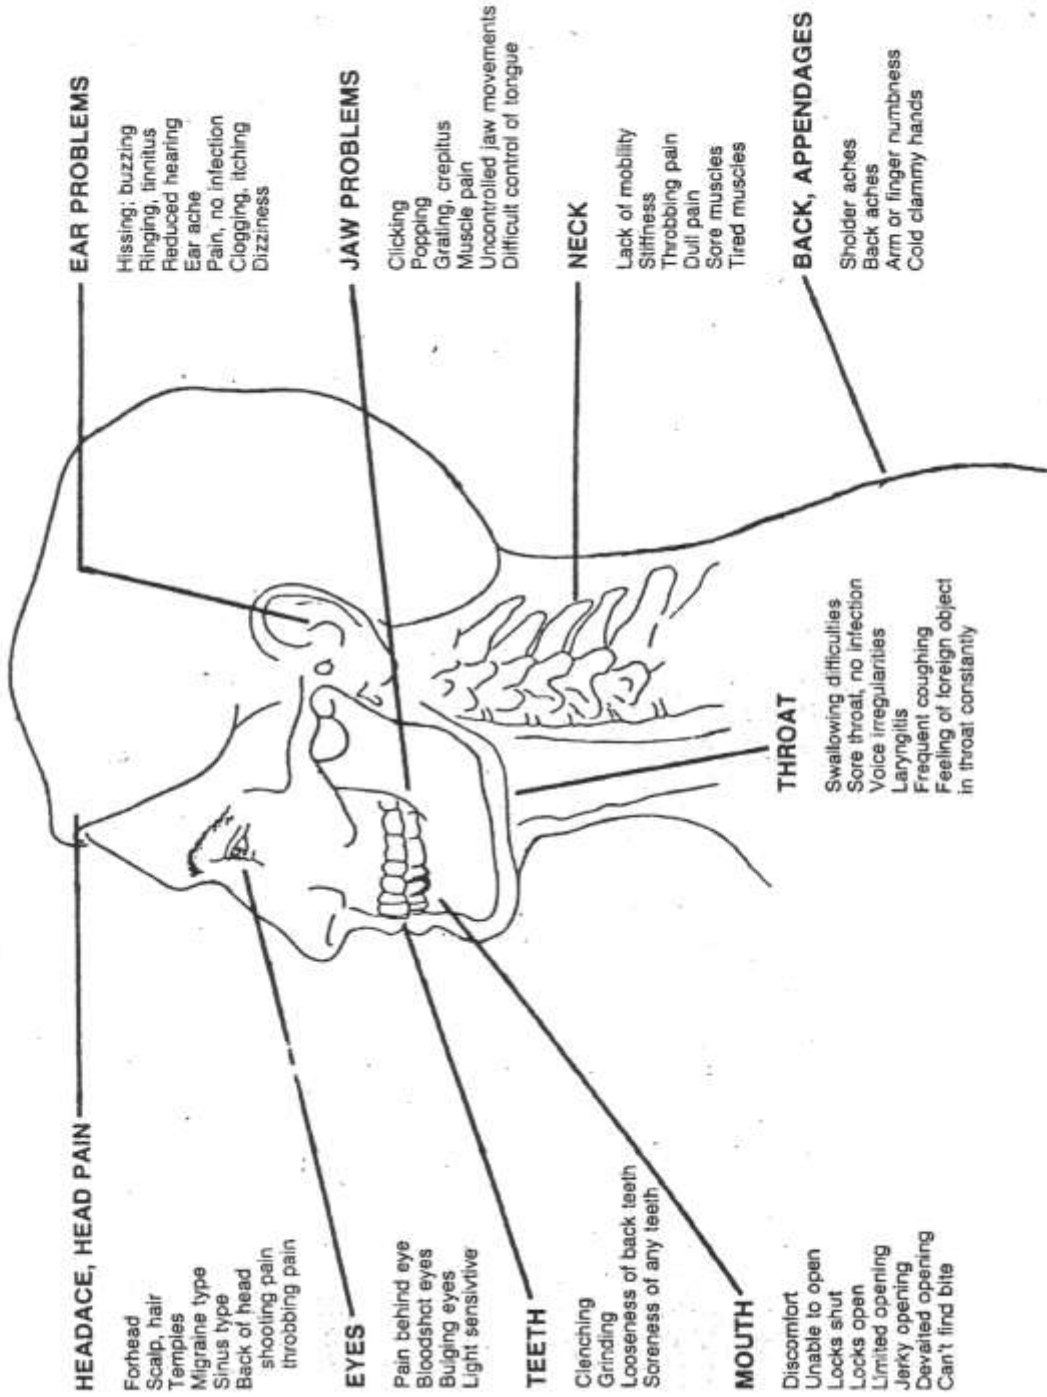 HEADACE, HEAD PAIN
Forhead
Scalp, hair
Temples
Migraine type
Sinus type
Back of head
shooting pain
throbbing pain
EYES
Pain behind eye
Bloodshot eyes
Bulging eyes
Light sensivtive
TEETH
Clenching
Grinding
Looseness of back teeth
Soreness of any teeth
MOUTH
Discomfort
Unable to open
Locks shut
Locks open
Limited opening
Jerky opening
Devaited opening
Can't find bite
THROAT
Swallowing difficulties
Sore throat, no infection
Voice irregularities
Laryngitis
Frequent coughing
Feeling of foreign object
in throat constantly
EAR PROBLEMS
Hissing; buzzing
Ringing, tinnitus
Reduced hearing
Ear ache
Pain, no infection
Clogging, itching
Dizziness
JAW PROBLEMS
Clicking
Popping
Grating, crepitus
Muscle pain
Uncontrolled jaw movements
Difficult control of tongue
NECK
Lack of mobility
Stiffness
Throbing pain
Dull pain
Sore muscles
Tired muscles
BACK, APPENDAGES
Sholder aches
Back aches
Arm or finger numbness
Cold clammy hands